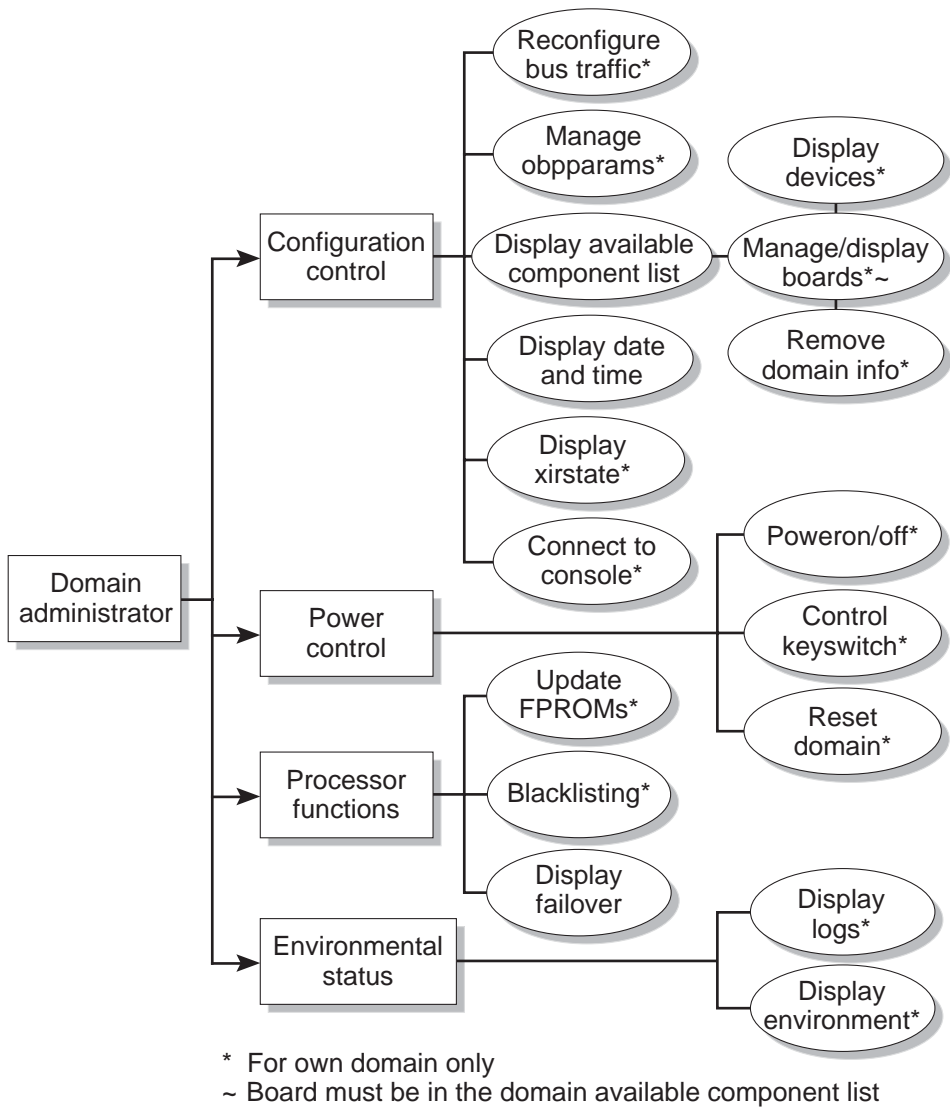 Reconfigure
bus traffic*
Manage
obpparams*
Display
devices*
Configuration
control
Display available
component list
Manage/display
boards*~
Display date
and time
Remove
domain info*
Display
xirstate*
Connect to
console*
Poweron/off*
Domain
administrator
Power
control
Control
keyswitch*
Update
FPROMs*
Reset
domain*
Processor
functions
Blacklisting*
Display
failover
Display
logs*
Environmental
status
Display
environment*
* For own domain only
~ Board must be in the domain available component list